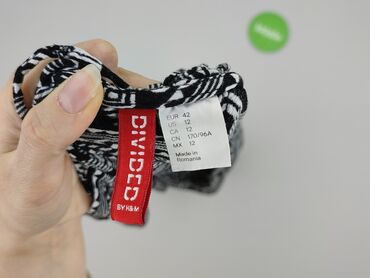 DIVIDED
BY H&M
EUR 42
US 12
CA 12
CN 170/96A
MX 12
Made in
Romania